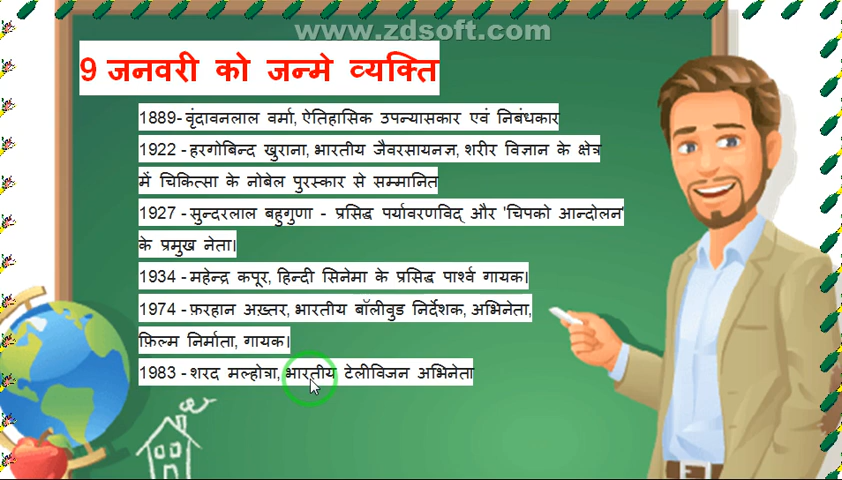 www.zdsoft.com
9 जनवरी को जन्मे व्यक्ति
1889- वृंदावनलाल वर्मा, ऐतिहासिक उपन्यासकार एवं निबंधकार
1922 - हरगोबिन्द खुराना, भारतीय जैवरसायनज्ञ, शरीर विज्ञान के क्षेत्र
में चिकित्सा के नोबेल पुरस्कार से सम्मानित
1927 - सुन्दरलाल बहुगुणा - प्रसिद्ध पर्यावरणविद् और 'चिपको आन्दोलन'
के प्रमुख नेता।
1934 - महेन्द्र कपूर, हिन्दी सिनेमा के प्रसिद्ध पार्श्व गायक।
1974 - फ़रहान अख़्तर, भारतीय बॉलीवुड निर्देशक, अभिनेता,
फ़िल्म निर्माता, गायक।
1983 - शरद मल्होत्रा, भारतीय टेलीविजन अभिनेता